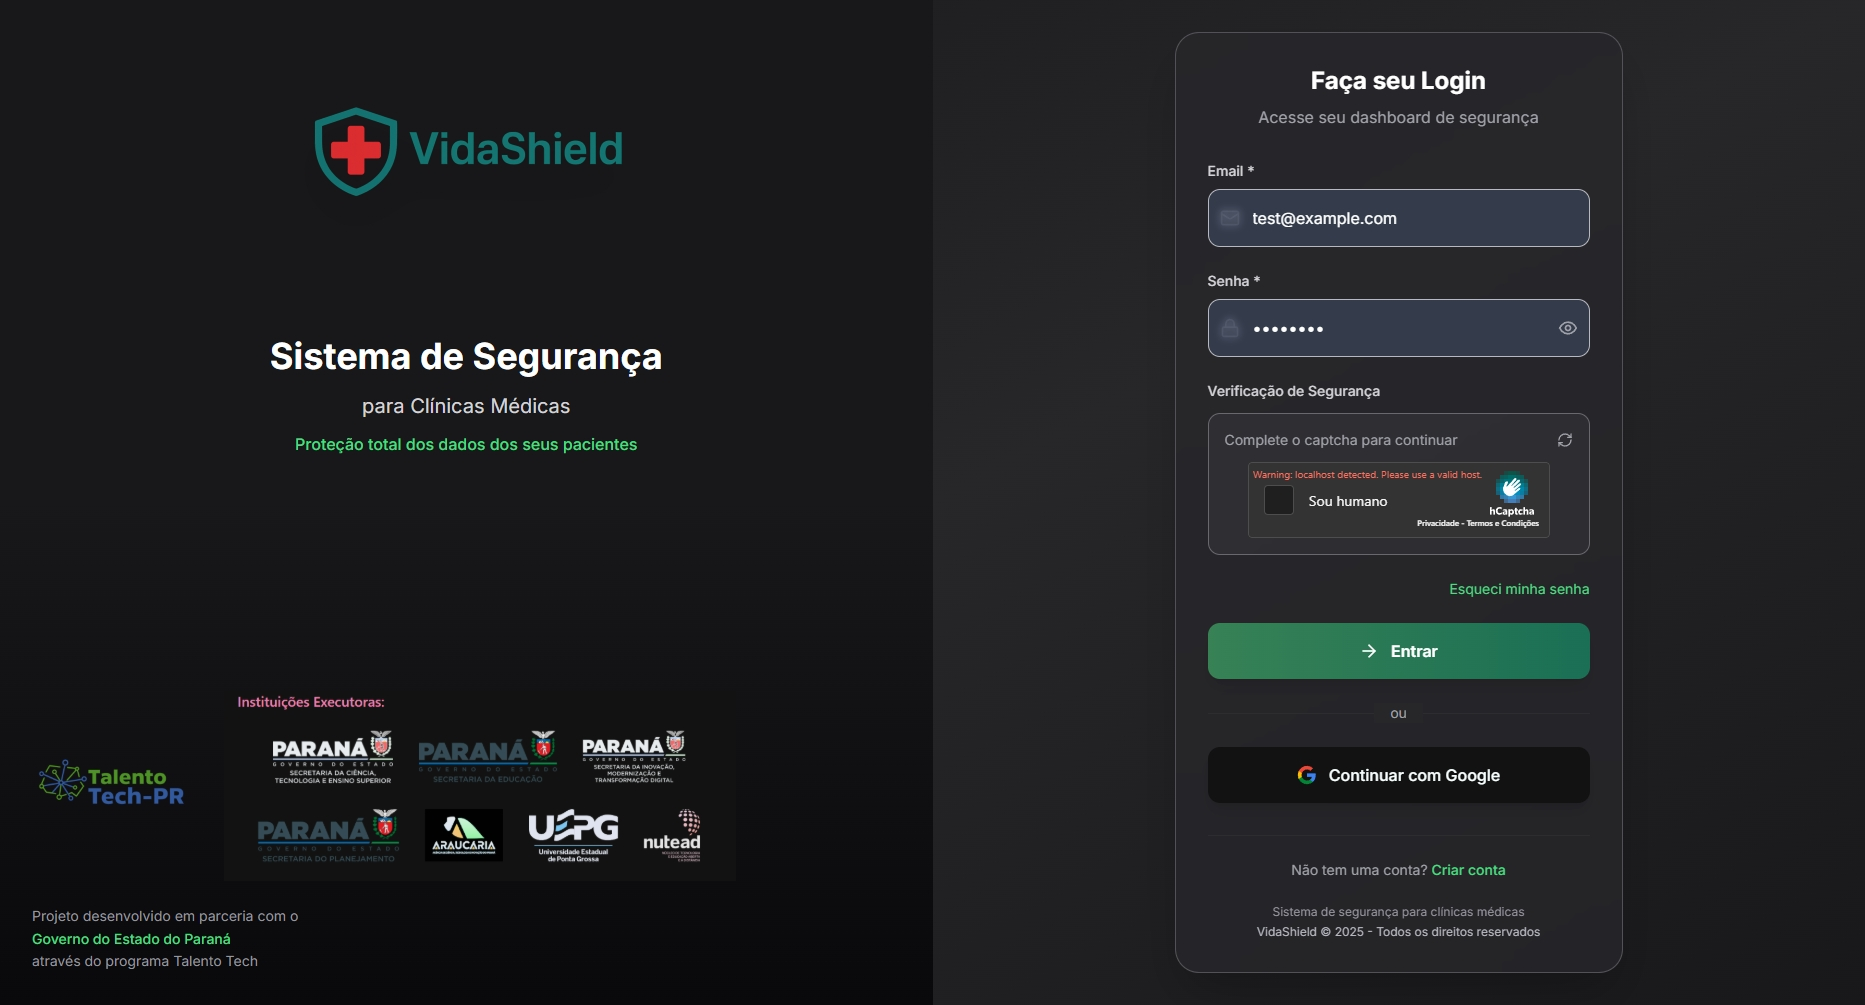 VidaShield
Sistema de Segurança
para Clínicas Médicas
Proteção total dos dados dos seus pacientes
Instituições Executoras:
PARANÁ
GOVERNO DO ESTADO
SECRETARIA DA CIÊNCIA,
TECNOLOGIA E ENSINO SUPERIOR
PARANÁ
GOVERNO DO ESTADO
SECRETARIA DA EDUCAÇÃO
PARANÁ
GOVERNO DO ESTADO
SECRETARIA DA INOVAÇÃO,
MODERNIZAÇÃO E
TRANSFORMAÇÃO DIGITAL
Talento
Tech-PR
PARANÁ
GOVERNO DO ESTADO
SECRETARIA DO PLANEJAMENTO
ARAUCÁRIA
UEPG
Universidade Estadual
de Ponta Grossa
nutead
Projeto desenvolvido em parceria com o
Governo do Estado do Paraná
através do programa Talento Tech
Faça seu Login
Acesse seu dashboard de segurança
Email *
test@example.com
Senha *
Verificação de Segurança
Complete o captcha para continuar
Warning: localhost detected. Please use a valid host.
Sou humano
hCaptcha
Privacidade - Termos e Condições
Esqueci minha senha
Entrar
ou
Continuar com Google
Não tem uma conta? Criar conta
Sistema de segurança para clínicas médicas
VidaShield © 2025 - Todos os direitos reservados